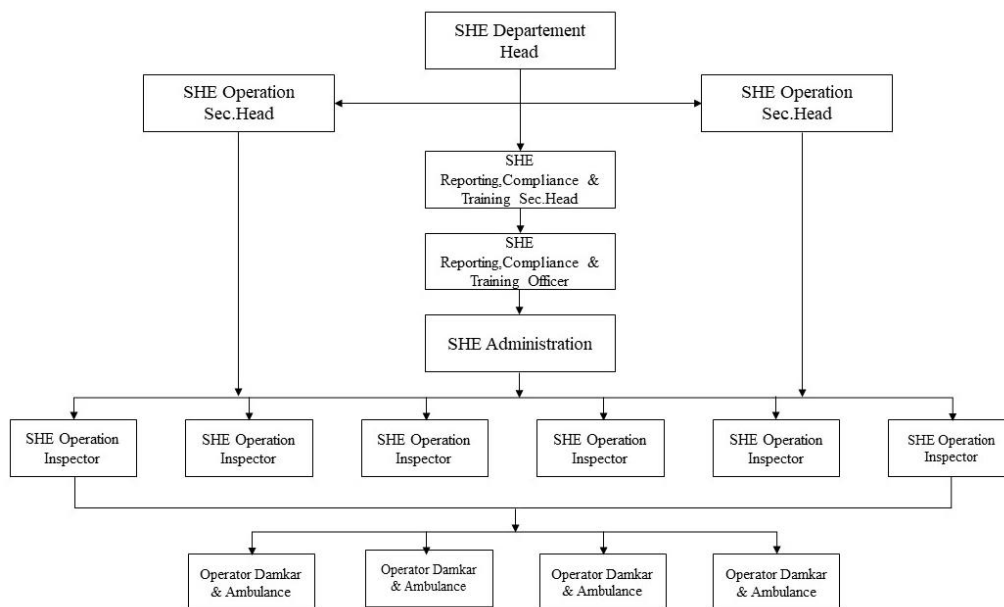 SHE Departement
Head
SHE Operation
Sec.Head
SHE Operation
Sec.Head
SHE
Reporting,Compliance &
Training Sec.Head
SHE
Reporting,Compliance &
Training Officer
SHE Administration
SHE Operation
Inspector
SHE Operation
Inspector
SHE Operation
Inspector
SHE Operation
Inspector
SHE Operation
Inspector
SHE Operation
Inspector
Operator Damkar
& Ambulance
Operator Damkar
& Ambulance
Operator Damkar
& Ambulance
Operator Damkar
& Ambulance